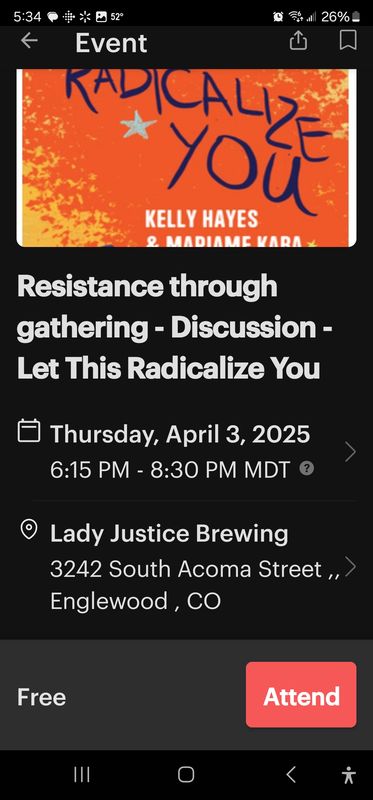 5:34 52° 26%
Event
RADICALIZE
YOU
KELLY HAYES
& MARIAME KABA
Resistance through
gathering - Discussion -
Let This Radicalize You
Thursday, April 3, 2025
6:15 PM - 8:30 PM MDT ?
Lady Justice Brewing
3242 South Acoma Street ,,
Englewood , CO
Free
Attend